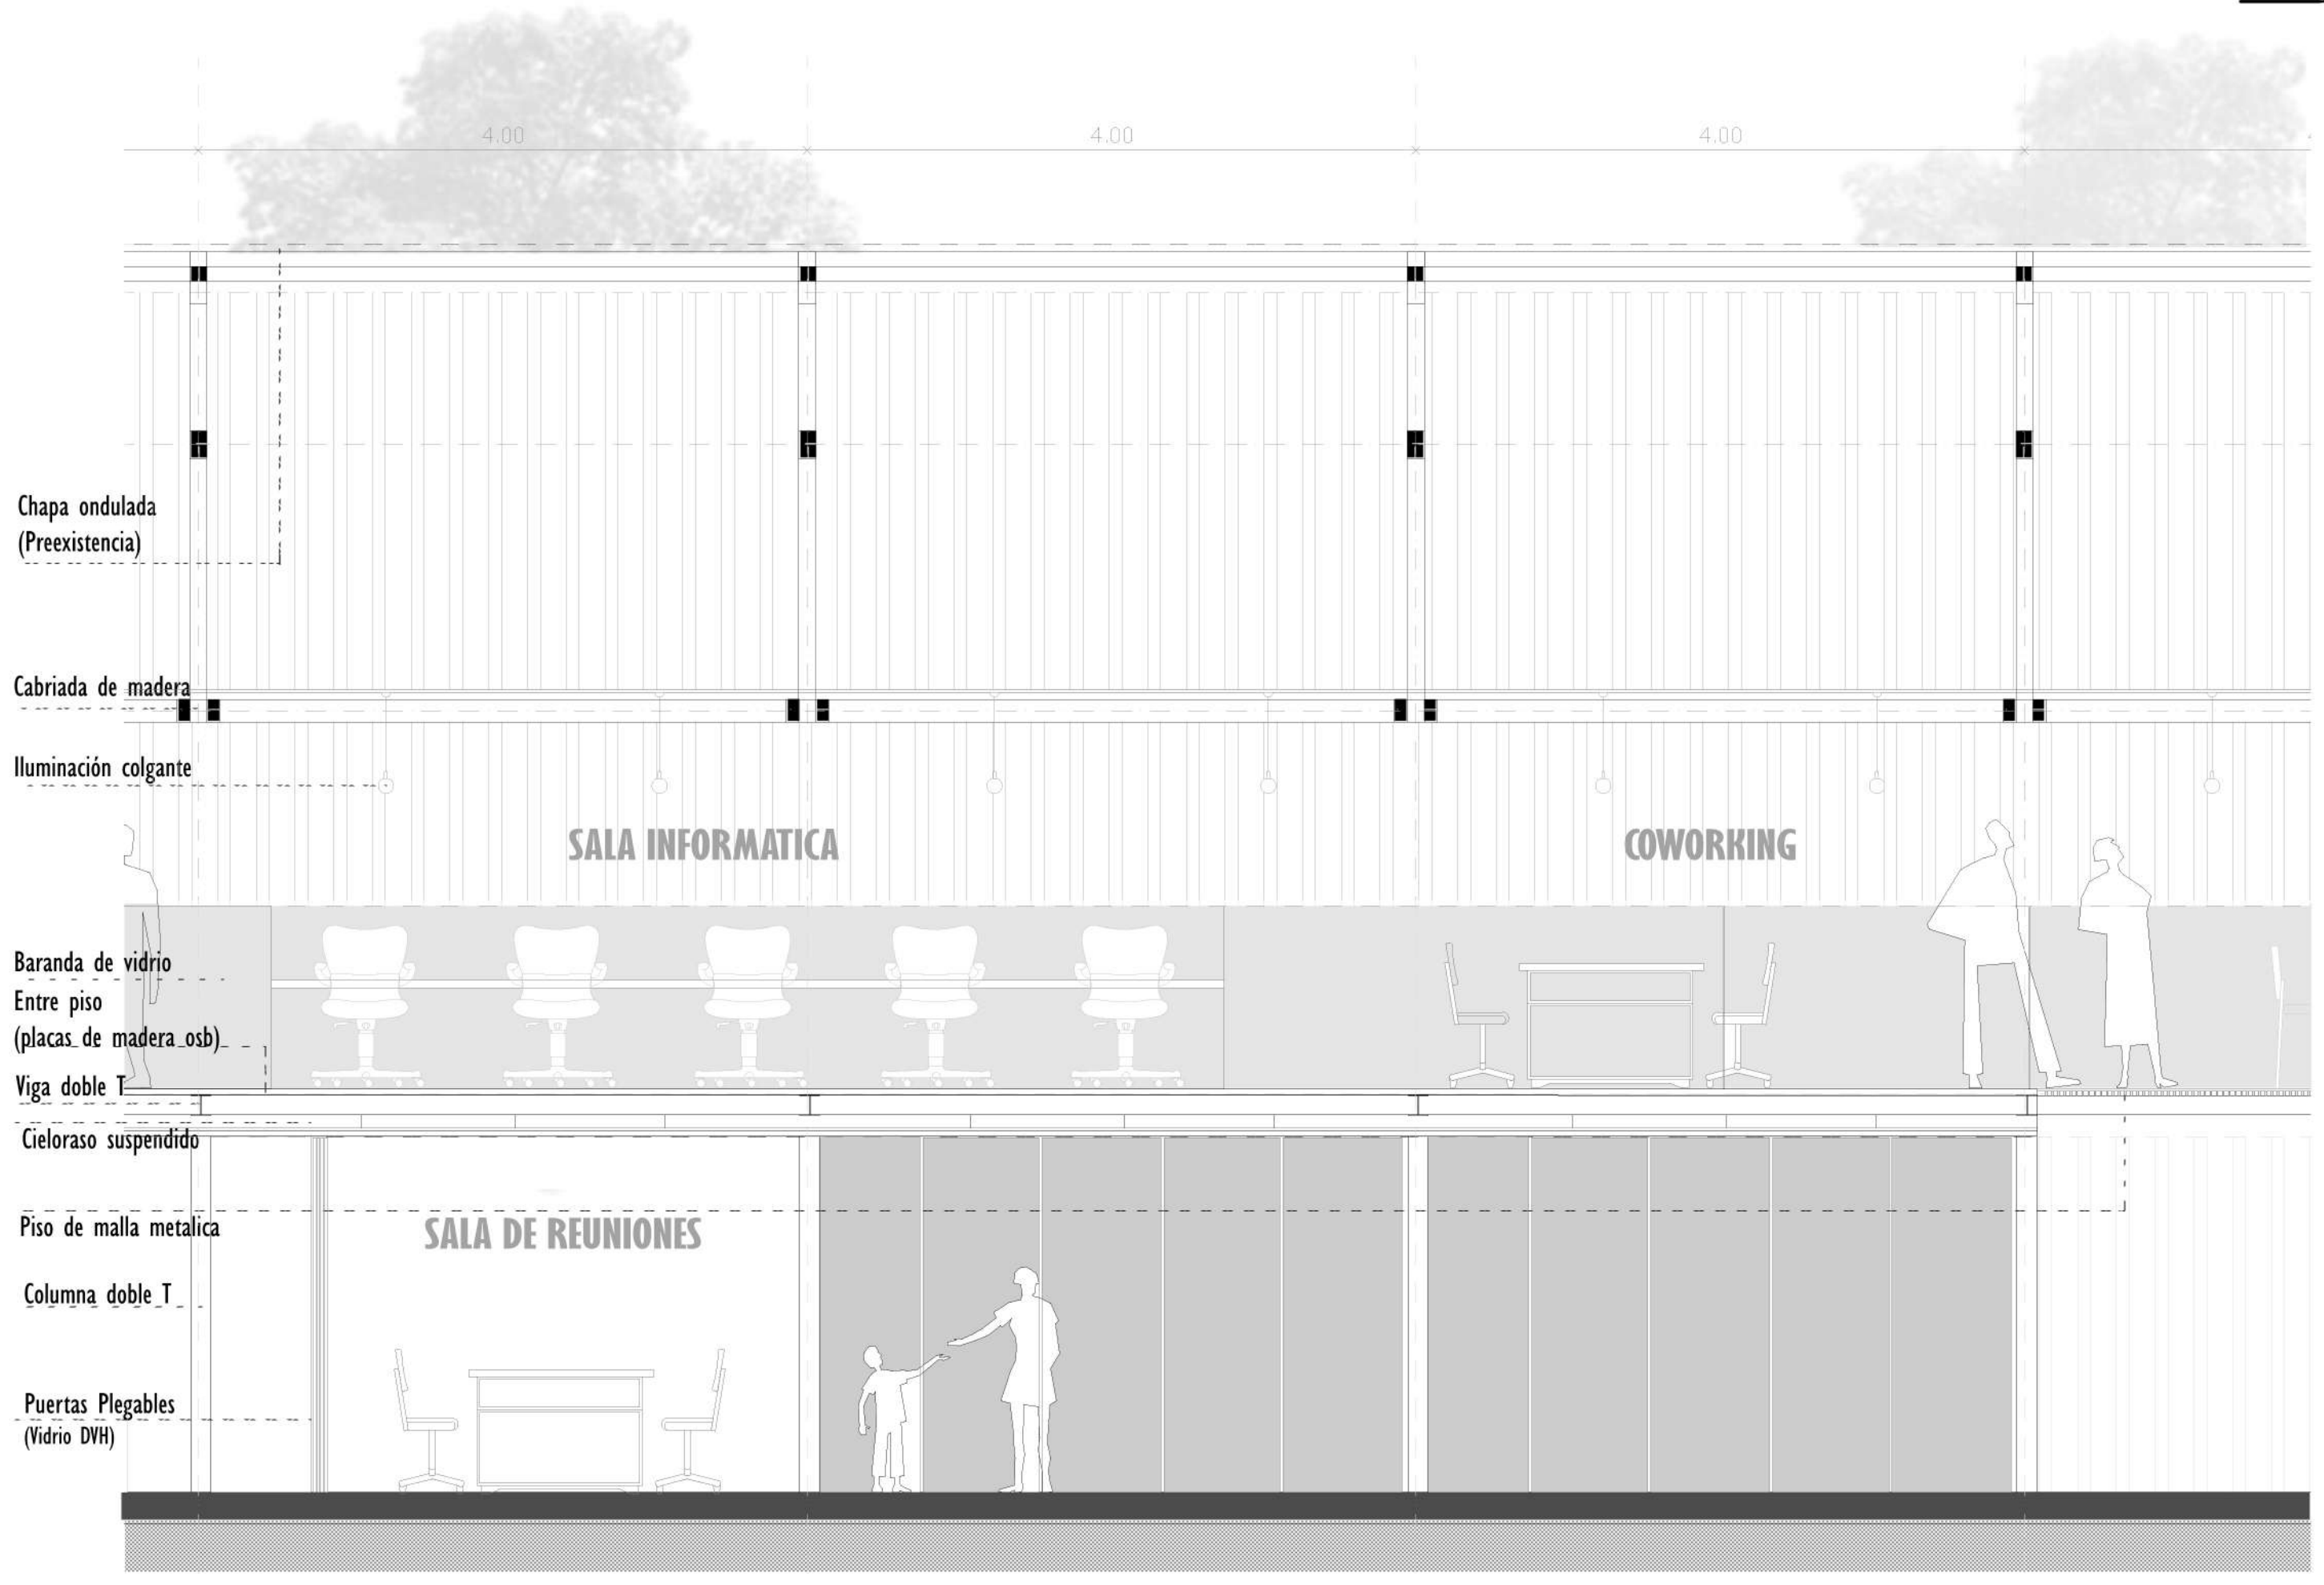 4.00
4.00
4.00
Chapa ondulada
(Preexistencia)
Cabriada de madera
Iluminación colgante
SALA INFORMATICA
COWORKING
Baranda de vidrio
Entre piso
(placas de madera osb)
Viga doble T
Cieloraso suspendido
Piso de malla metalica
SALA DE REUNIONES
Columna doble T
Puertas Plegables
(Vidrio DVH)